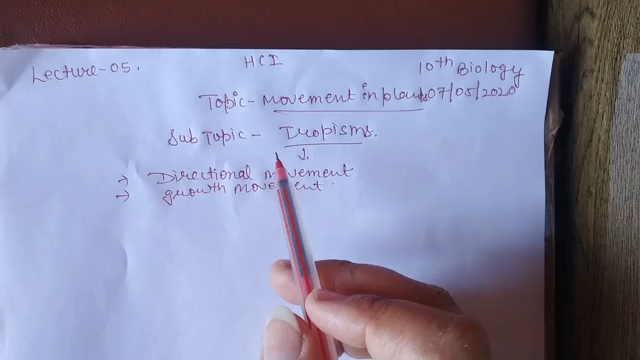 HCI
Lecture-05.
10th Biology
Topic- Movement in plants 07/05/2020
Sub Topic - Tropisms.
→ Directional movement
→ growth movement.